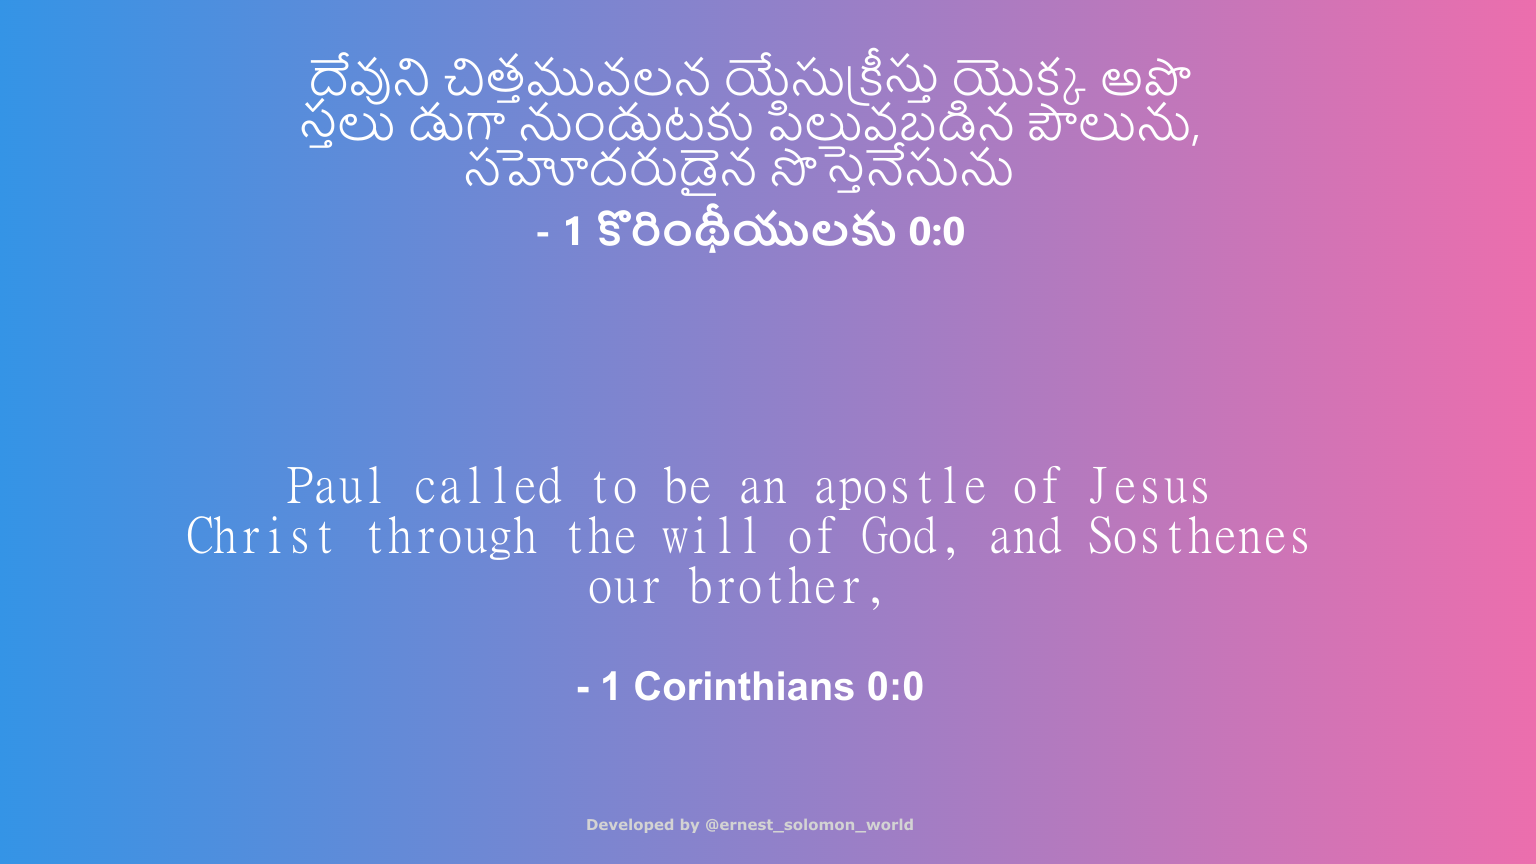 దేవుని చిత్తమువలన యేసుక్రీస్తు యొక్క అపొ
స్తలు డుగా నుండుటకు పిలువబడిన పౌలును,
సహెూదరుడైన సొస్తెనేసును
- 1 కొరింథీయులకు 0:0
Paul called to be an apostle of Jesus
Christ through the will of God, and Sosthenes
our brother,
- 1 Corinthians 0:0
Developed by @ernest_solomon_world